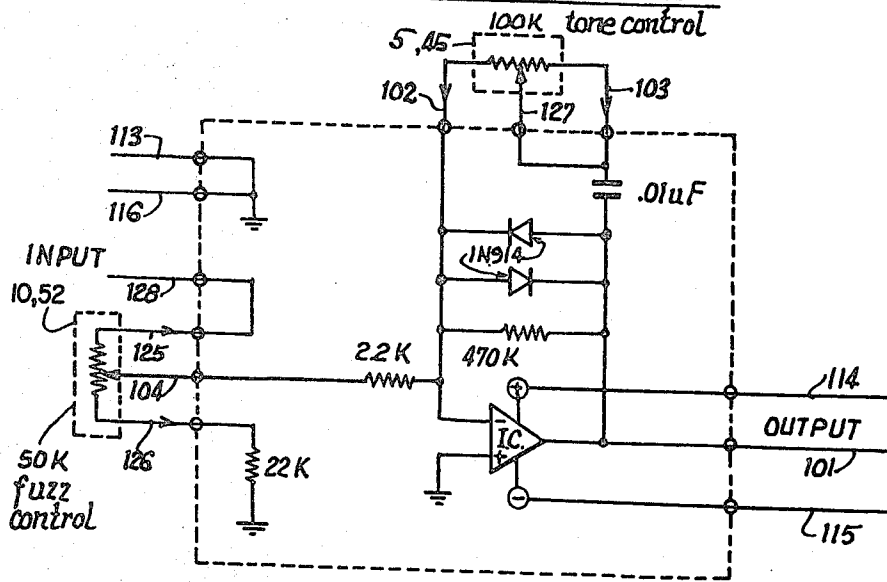 100K tone control
5,45
102
127
103
113
116
.01uF
INPUT
1N914
128
10,52
125
2.2K
470K
104
114
OUTPUT
I.C.
-
+
+
-
126
22K
101
50K
fuzz
control
115